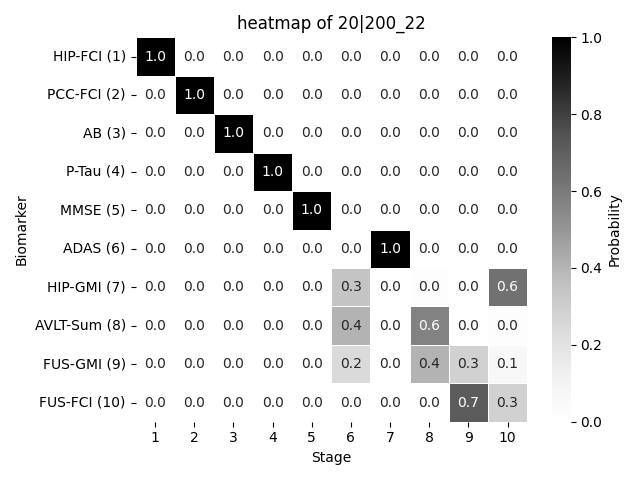 heatmap of 20|200_22
HIP-FCI (1) 1.0 0.0 0.0 0.0 0.0 0.0 0.0 0.0 0.0 0.0
PCC-FCI (2) 0.0 1.0 0.0 0.0 0.0 0.0 0.0 0.0 0.0 0.0
AB (3) 0.0 0.0 1.0 0.0 0.0 0.0 0.0 0.0 0.0 0.0
P-Tau (4) 0.0 0.0 0.0 1.0 0.0 0.0 0.0 0.0 0.0 0.0
MMSE (5) 0.0 0.0 0.0 0.0 1.0 0.0 0.0 0.0 0.0 0.0
ADAS (6) 0.0 0.0 0.0 0.0 0.0 0.0 1.0 0.0 0.0 0.0
HIP-GMI (7) 0.0 0.0 0.0 0.0 0.0 0.3 0.0 0.0 0.0 0.6
AVLT-Sum (8) 0.0 0.0 0.0 0.0 0.0 0.4 0.0 0.6 0.0 0.0
FUS-GMI (9) 0.0 0.0 0.0 0.0 0.0 0.2 0.0 0.4 0.3 0.1
FUS-FCI (10) 0.0 0.0 0.0 0.0 0.0 0.0 0.0 0.0 0.7 0.3
1 2 3 4 5 6 7 8 9 10
Stage
Biomarker
1.0
0.8
0.6
0.4
0.2
0.0
Probability